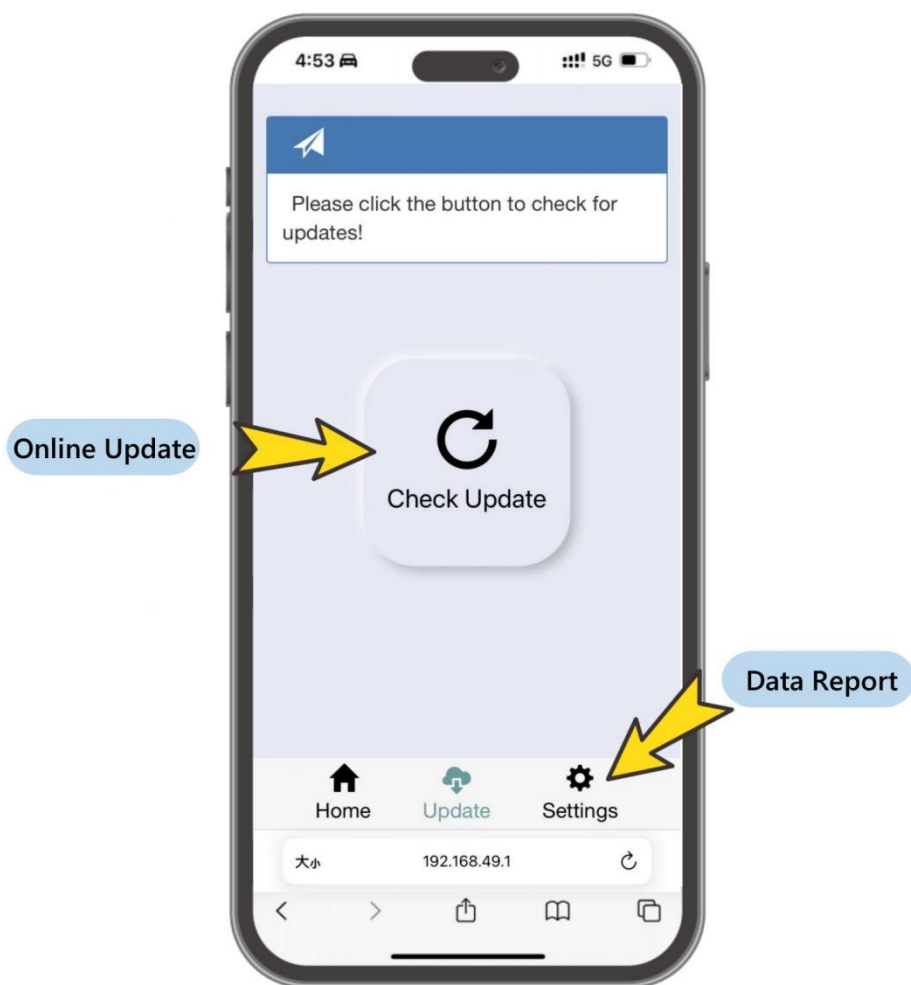 4:53
5G
Please click the button to check for
updates!
Online Update
Check Update
Data Report
Home
Update
Settings
大小
192.168.49.1